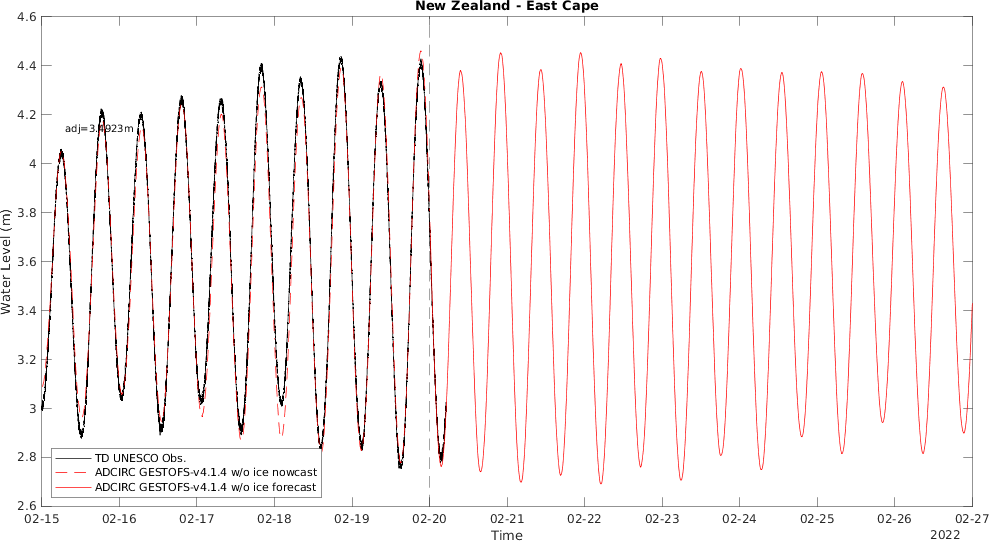 New Zealand - East Cape
4.6
4.4
4.2
4
3.8
3.6
3.4
3.2
3
2.8
2.6
Water Level (m)
adj=3.4923m
TD UNESCO Obs.
ADCIRC GESTOFS-v4.1.4 w/o ice nowcast
ADCIRC GESTOFS-v4.1.4 w/o ice forecast
02-15 02-16 02-17 02-18 02-19 02-20 02-21 02-22 02-23 02-24 02-25 02-26 02-27
Time
2022